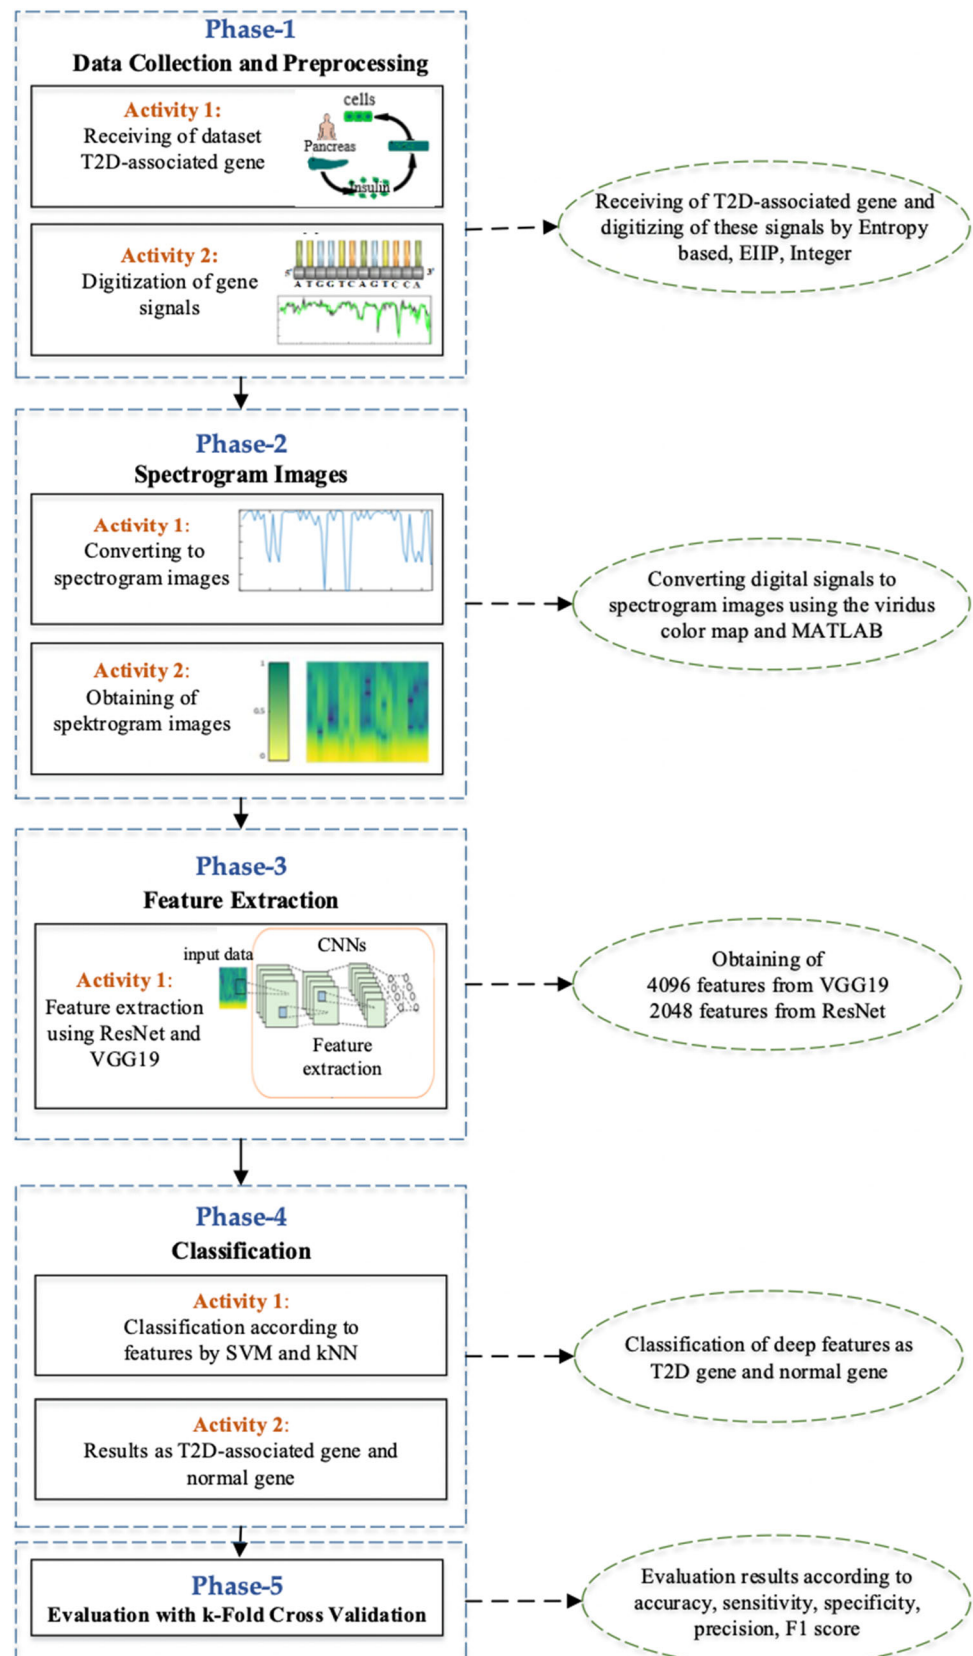 Phase-1
Data Collection and Preprocessing
Activity 1:
Receiving of dataset
T2D-associated gene
cells
Pancreas
Insulin
Activity 2:
Digitization of gene
signals
5' 3'
A T G G T C A G T C C A
Receiving of T2D-associated gene and
digitizing of these signals by Entropy
based, EIIP, Integer
Phase-2
Spectrogram Images
Activity 1:
Converting to
spectrogram images
Activity 2:
Obtaining of
spektrogram images
1
0.5
0
Converting digital signals to
spectrogram images using the viridus
color map and MATLAB
Phase-3
Feature Extraction
Activity 1:
Feature extraction
using ResNet and
VGG19
input data
CNNs
Feature
extraction
Obtaining of
4096 features from VGG19
2048 features from ResNet
Phase-4
Classification
Activity 1:
Classification according to
features by SVM and kNN
Activity 2:
Results as T2D-associated gene and
normal gene
Classification of deep features as
T2D gene and normal gene
Phase-5
Evaluation with k-Fold Cross Validation
Evaluation results according to
accuracy, sensitivity, specificity,
precision, F1 score